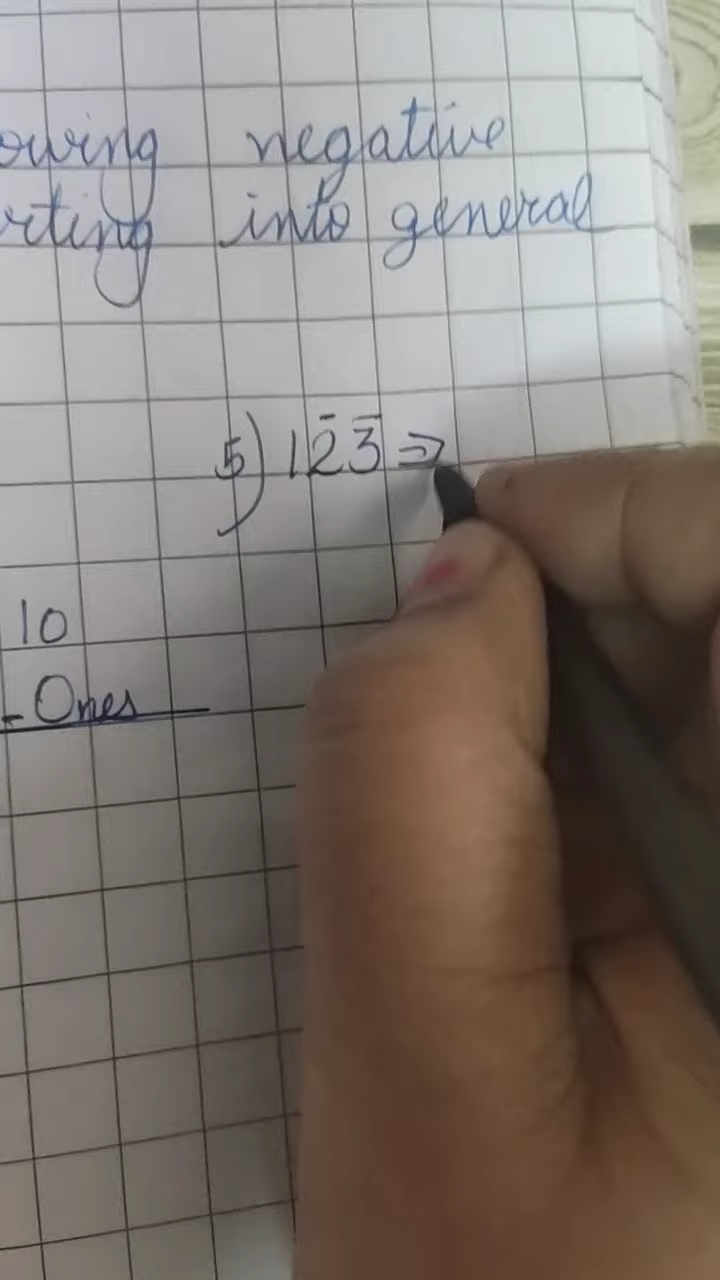 owing negative
rting into general
5) 12̄3̄ ⇒
10
- Ones